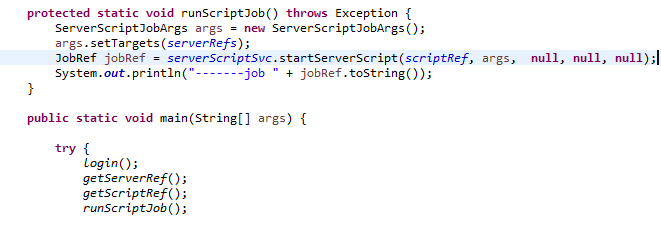 protected static void runScriptJob() throws Exception {
    ServerScriptJobArgs args = new ServerScriptJobArgs();
    args.setTargets(serverRefs);
    JobRef jobRef = serverScriptSvc.startServerScript(scriptRef, args,  null, null, null);
    System.out.println("-------job " + jobRef.toString());
}

public static void main(String[] args) {

    try {
        login();
        getServerRef();
        getScriptRef();
        runScriptJob();